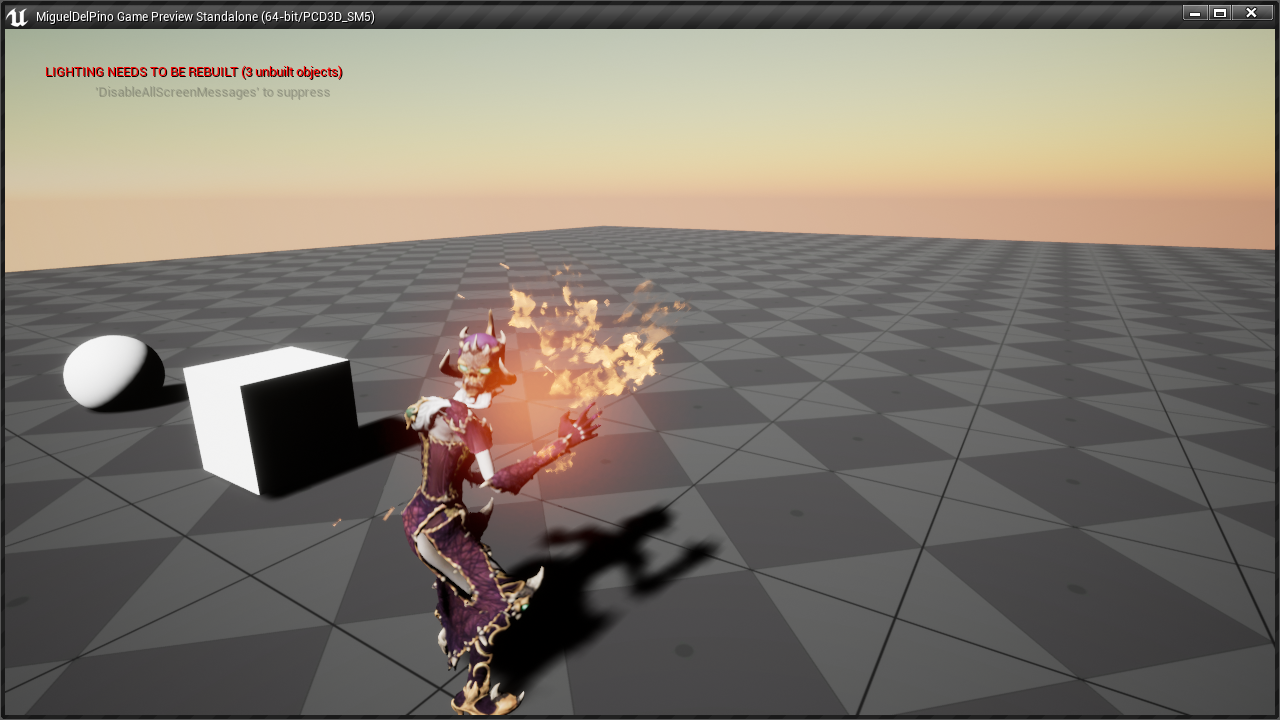 MiguelDelPino Game Preview Standalone (64-bit/PCD3D_SM5)
LIGHTING NEEDS TO BE REBUILT (3 unbuilt objects)
'DisableAllScreenMessages' to suppress